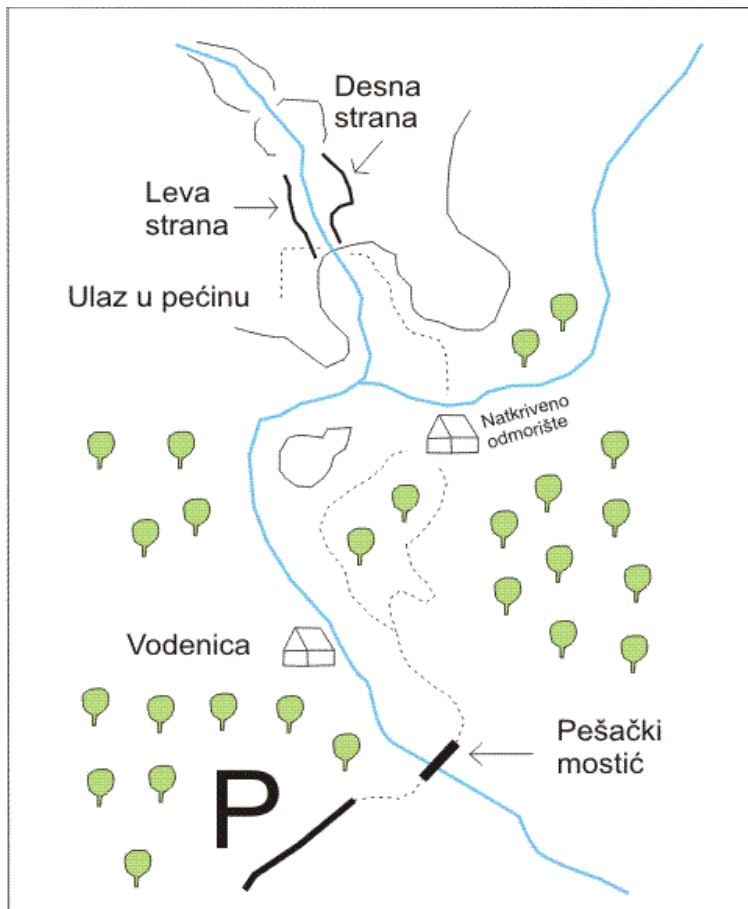 Desna
strana
Leva
strana
Ulaz u pećinu
Natkriveno
odmorište
Vodenica
Pešački
mostić
P